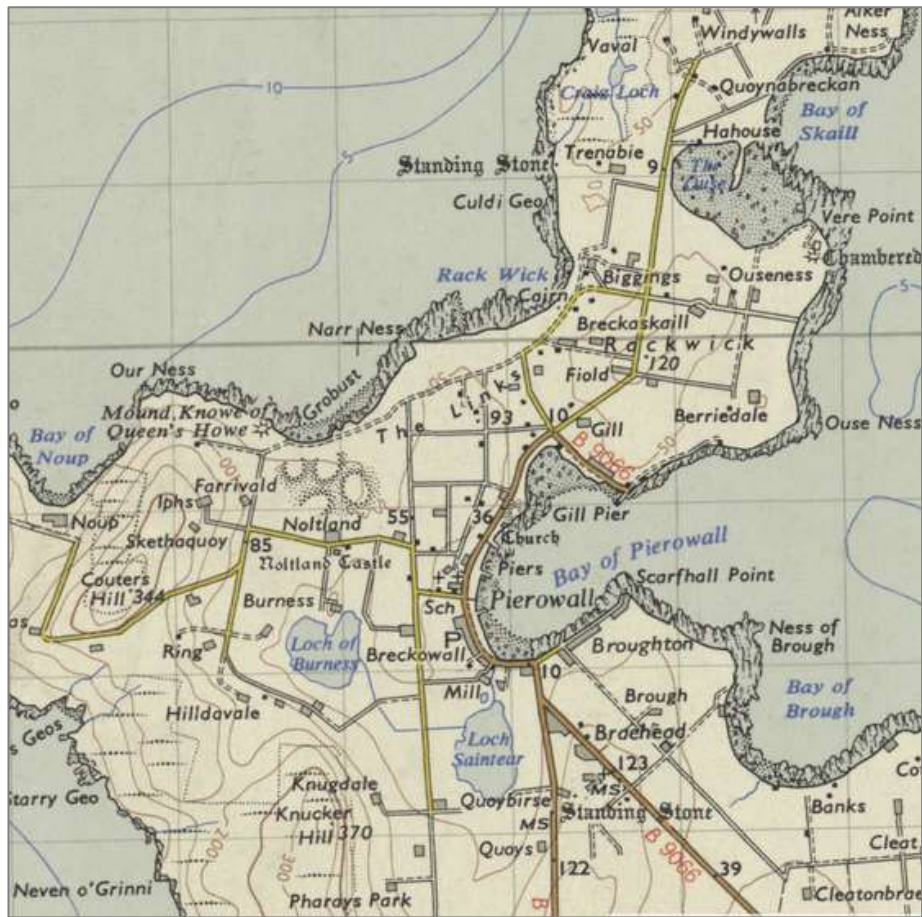 Aiker
Ness
Windywalls
Vaval
10
Craig Loch
Quoynabreckan
Bay of
Skaill
50
Hahouse
5
Standing Stone
Trenabie
9
The
Ouse
Culdi Geo
Vere Point
Chambered
Rack Wick
Biggings
Ouseness
5
Cairn
Narr Ness
Breckaskaill
Rackwick
Our Ness
120
Fiold
Grobust
The Links
Mound, Knowe of
Queen's Howe
93
10
Gill
Berriedale
Ouse Ness
Bay of
Noup
B 9066
50
Farrivald
Iphs
Noup
Noltland
55
36
Gill Pier
Skethaquoy
85
Church
Noltland Castle
Piers
Bay of Pierowall
Scarfhall Point
Couters
Hill 344
Burness
Sch
Pierowall
Ness of
Brough
Ring
Loch of
Burness
P
Breckowall
Broughton
Mill
10
Brough
Bay of
Brough
Hilldavale
Braehead
Loch
Saintear
s Geos
123
Knugdale
MS
Starry Geo
Quoybirse
Standing Stone
Banks
Knucker
Hill 370
MS
200
300
Quoys
B 9066
Cleat
122
39
Neven o'Grinni
Pharays Park
B
Cleatonbrae